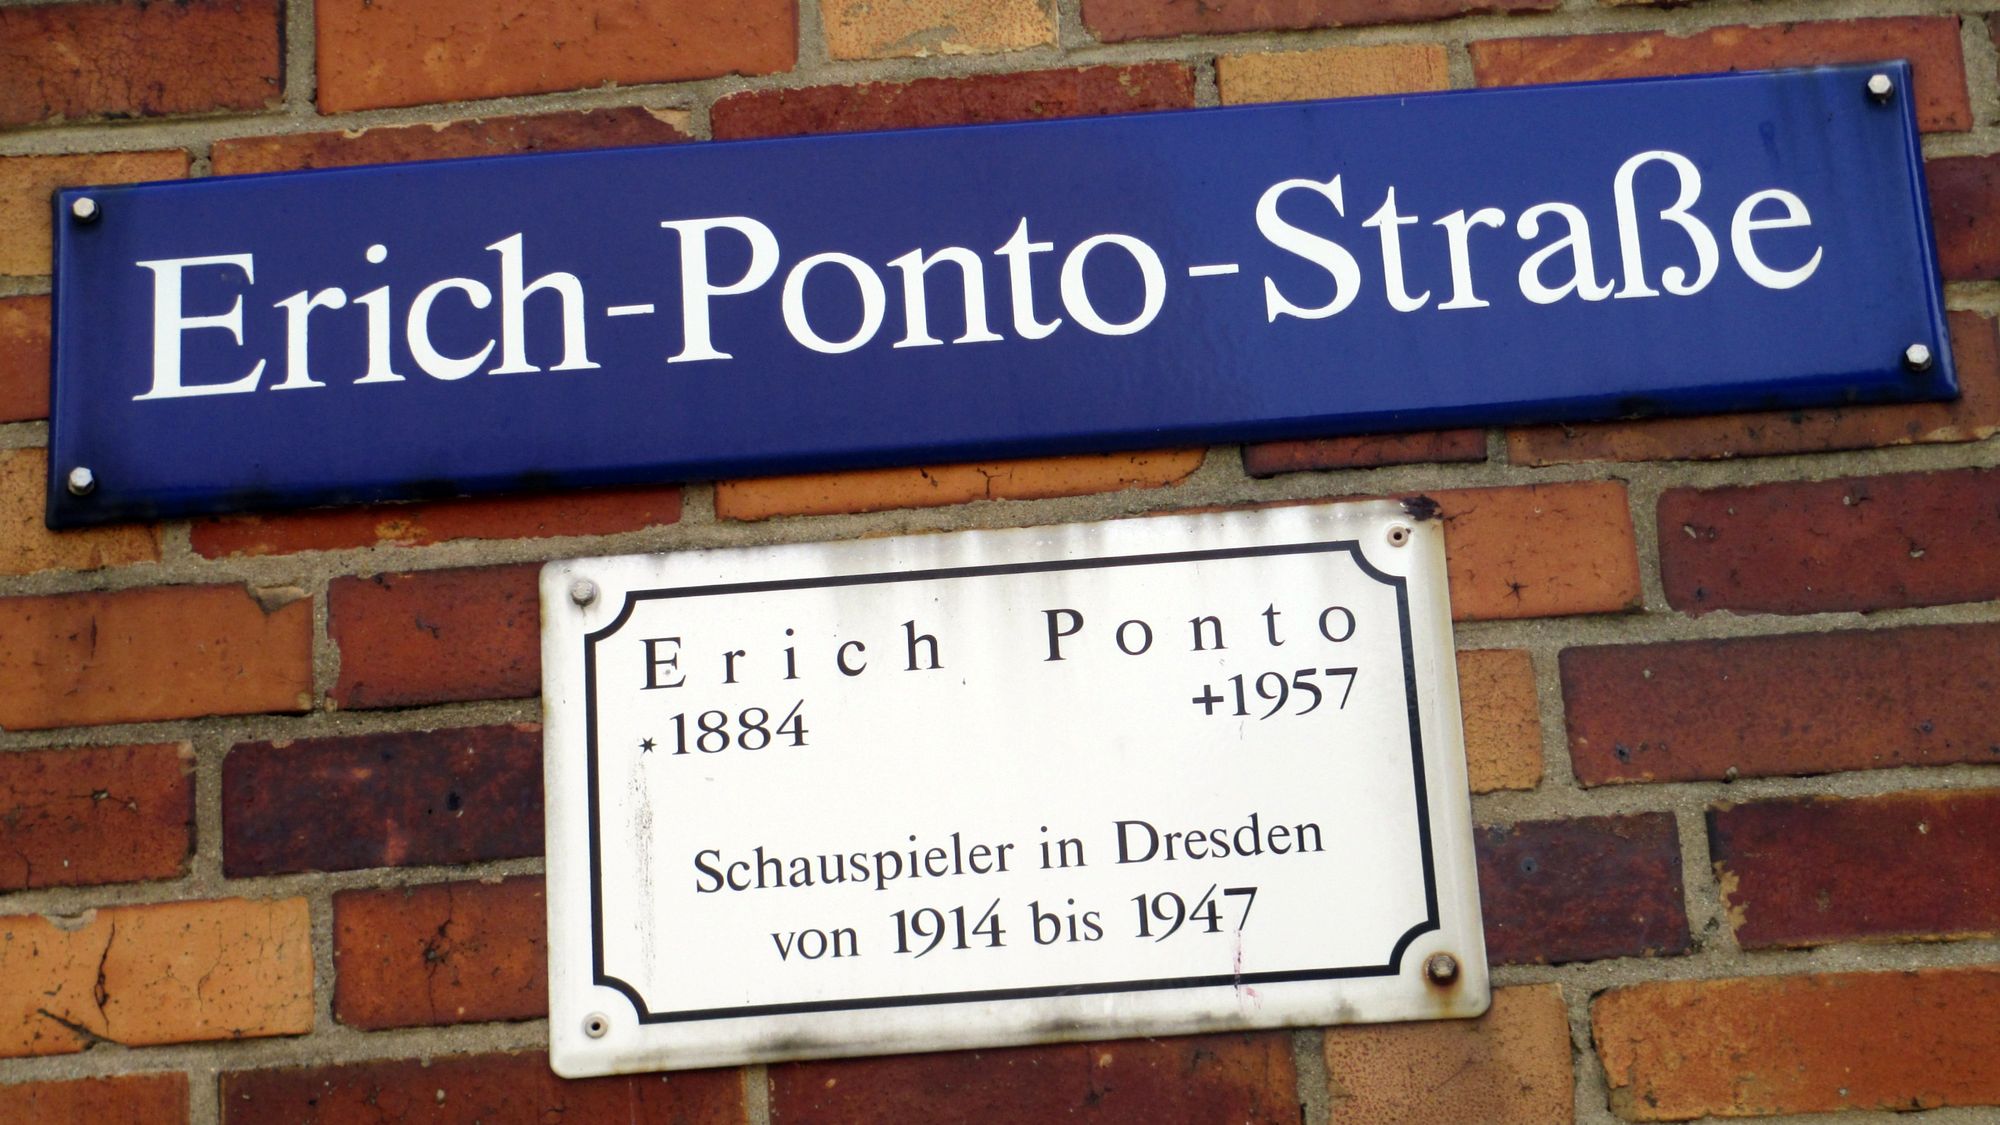 Erich-Ponto-Straße
Erich Ponto
*1884 +1957
Schauspieler in Dresden
von 1914 bis 1947